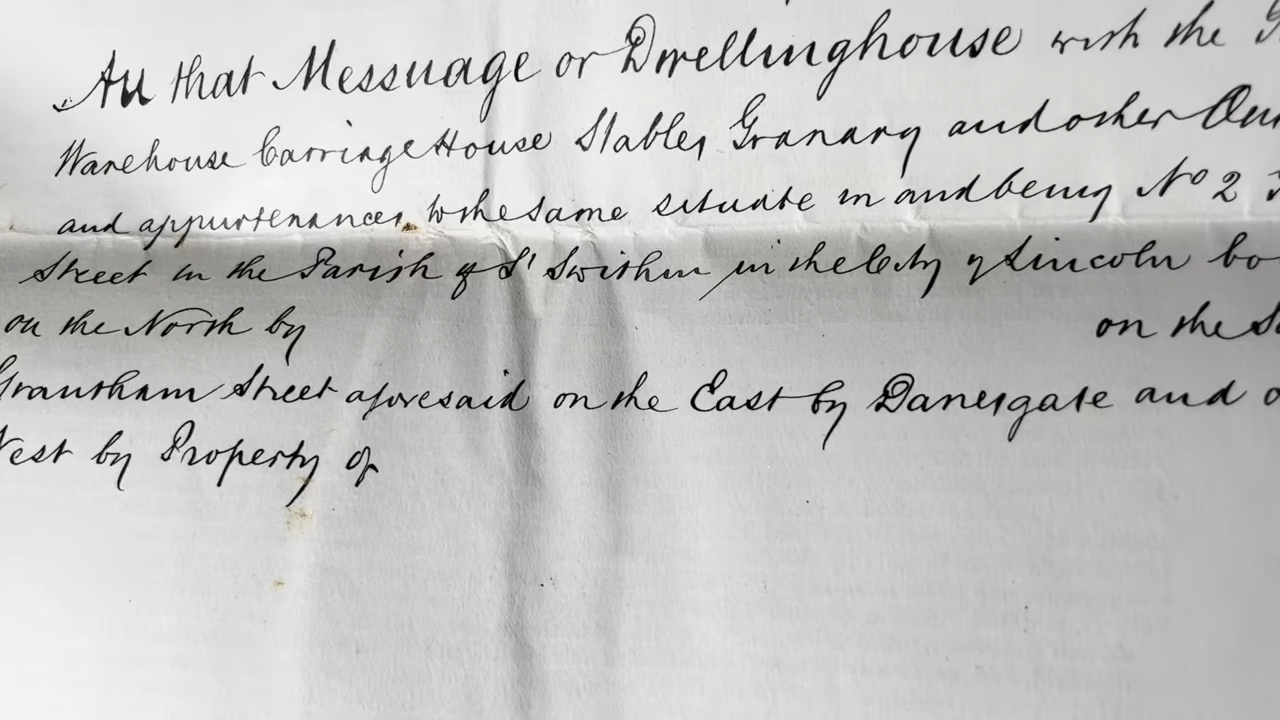 All that Messuage or Dwellinghouse with the
Warehouse Carriage House Stables Granary and other
and appurtenances to the same situate in and being No 2
Street in the Parish of St Swithin in the City of Lincoln bo
on the North by on the So
Grantham Street aforesaid on the East by Danesgate and o
West by Property of